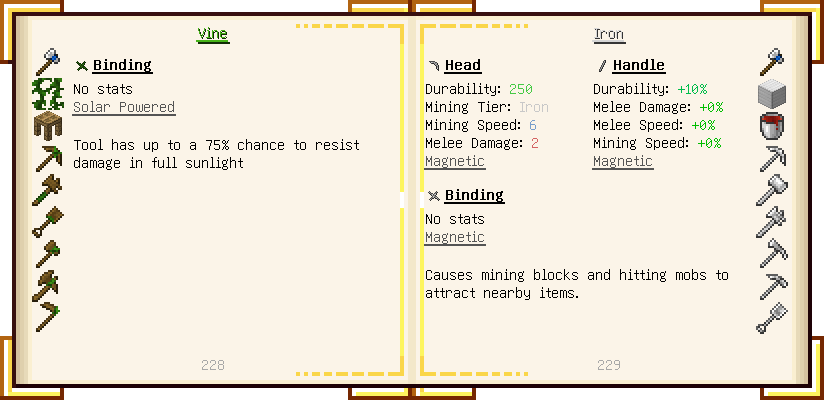 Vine
Binding
No stats
Solar Powered
Tool has up to a 75% chance to resist
damage in full sunlight
228
Iron
Head
Durability: 250
Mining Tier: Iron
Mining Speed: 6
Melee Damage: 2
Magnetic
Handle
Durability: +10%
Melee Damage: +0%
Melee Speed: +0%
Mining Speed: +0%
Magnetic
Binding
No stats
Magnetic
Causes mining blocks and hitting mobs to
attract nearby items.
229